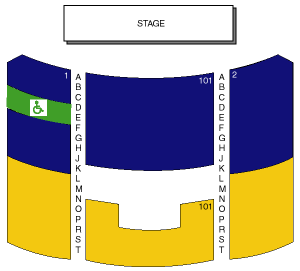 STAGE
1
101
2
A A
B B
C C
D D
E E
F F
G G
H H
J J
K K
L L
M M
N N
O O
P P
R R
S S
T T
101